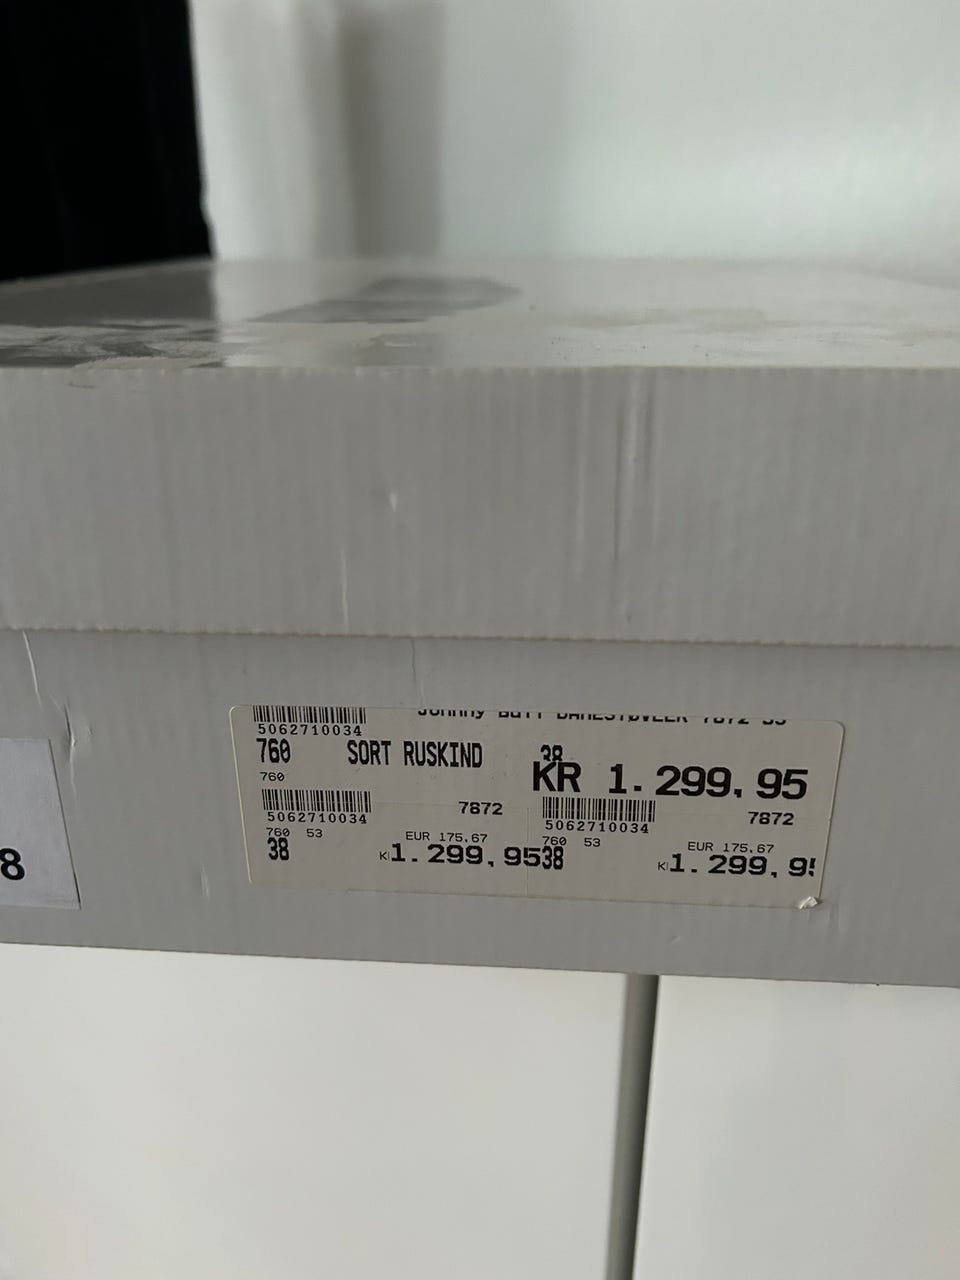 5062710034
760 SORT RUSKIND 38
760
KR 1.299,95
5062710034 7872
760 53 EUR 175,67
38 K 1.299,95
5062710034 7872
760 53 EUR 175,67
38 K 1.299,95
8